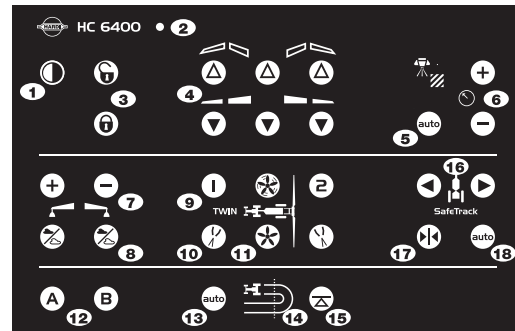 HARDI HC 6400 2
1 3 4 + 6
5 auto −
+ − 7 9 I 2 16
TWIN SafeTrack
8 10 11 17 auto 18
A B 12 auto 13 14 15